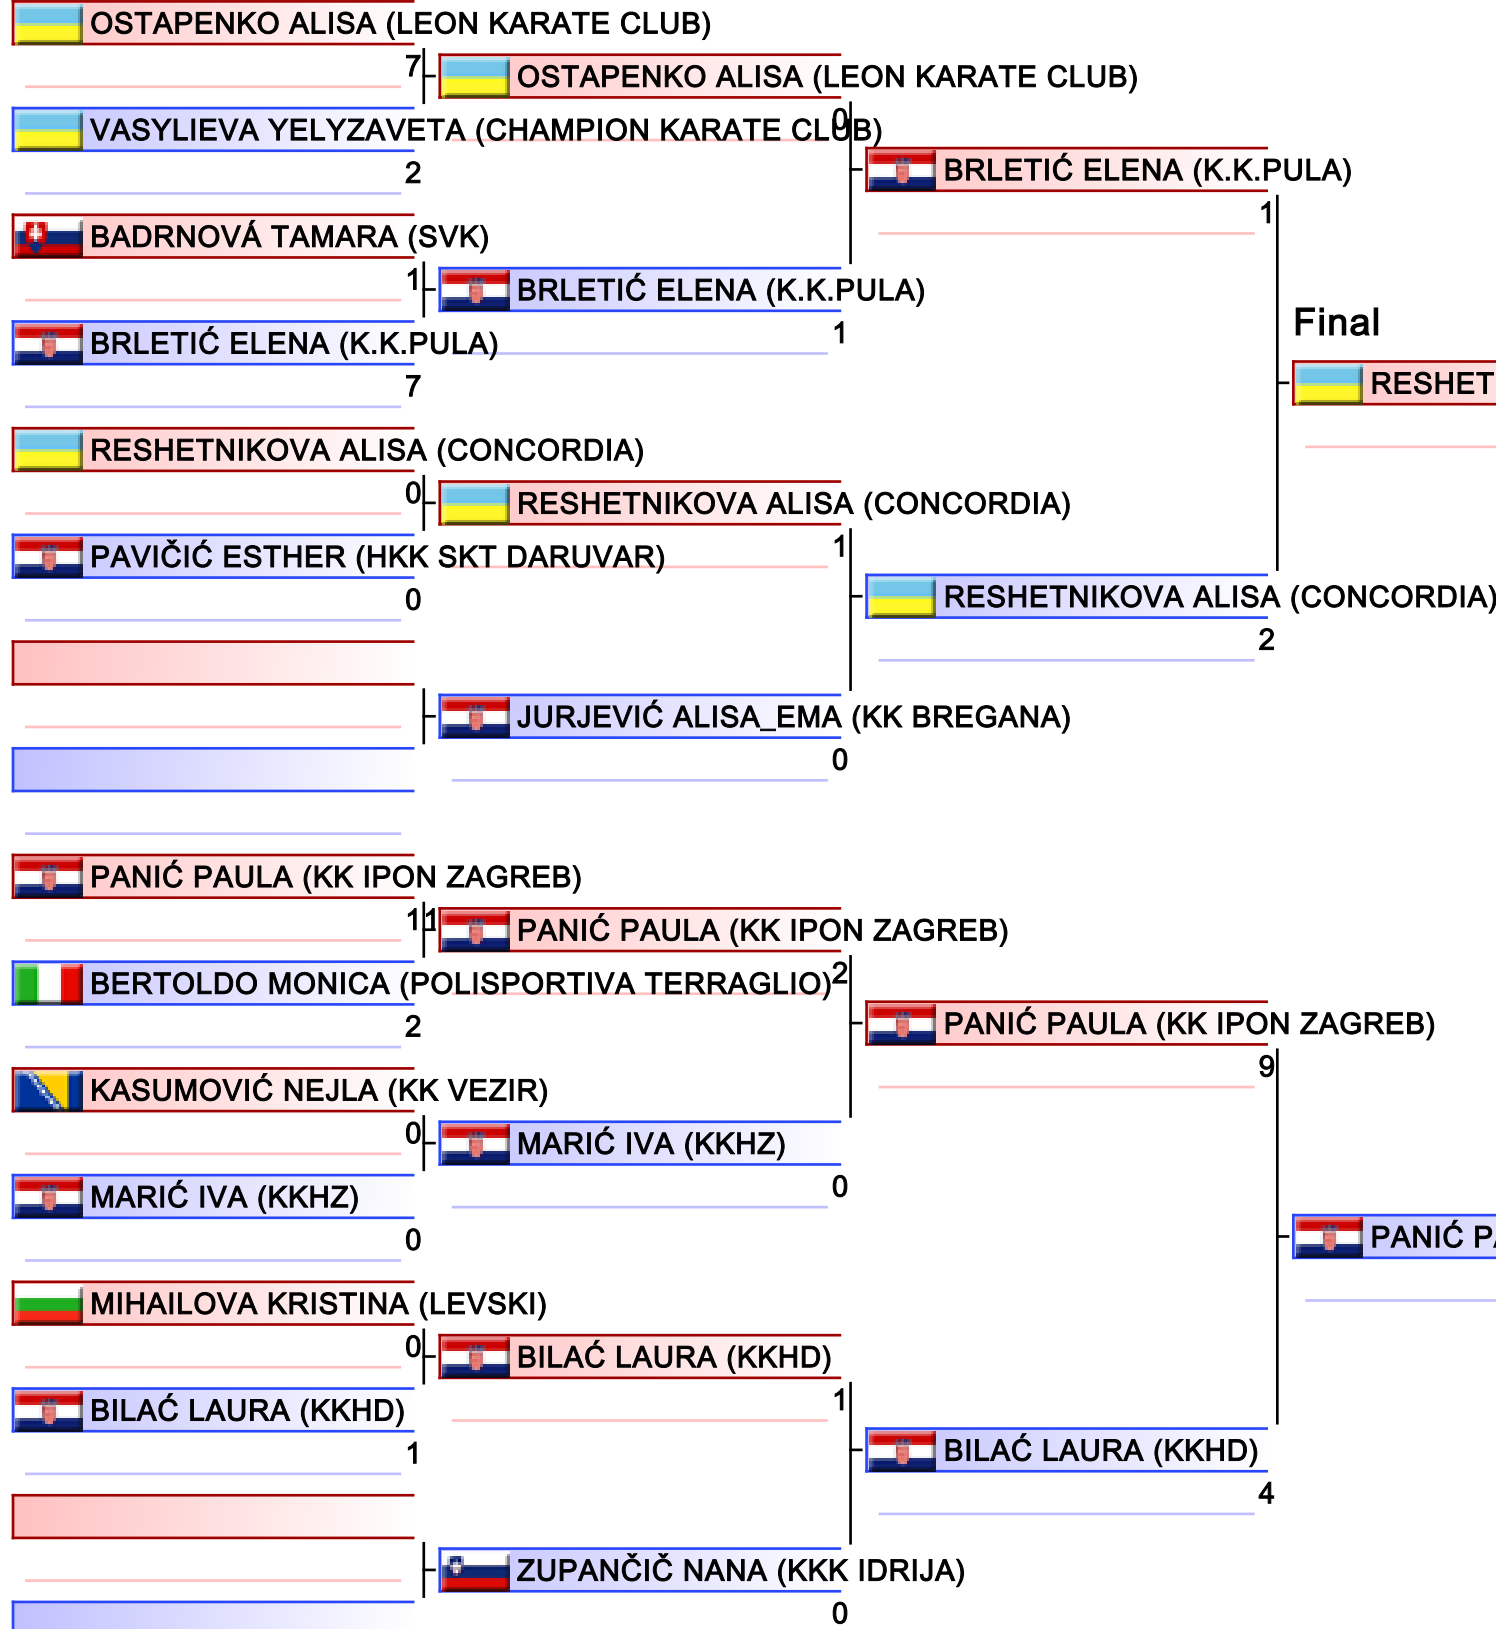 OSTAPENKO ALISA (LEON KARATE CLUB)
7
OSTAPENKO ALISA (LEON KARATE CLUB)
0
VASYLIEVA YELYZAVETA (CHAMPION KARATE CLUB)
2
BRLETIĆ ELENA (K.K.PULA)
1
BADRNOVÁ TAMARA (SVK)
1
BRLETIĆ ELENA (K.K.PULA)
1
BRLETIĆ ELENA (K.K.PULA)
7
Final
RESHET
RESHETNIKOVA ALISA (CONCORDIA)
0
RESHETNIKOVA ALISA (CONCORDIA)
1
PAVIČIĆ ESTHER (HKK SKT DARUVAR)
0
RESHETNIKOVA ALISA (CONCORDIA)
2
JURJEVIĆ ALISA_EMA (KK BREGANA)
0
PANIĆ PAULA (KK IPON ZAGREB)
11
PANIĆ PAULA (KK IPON ZAGREB)
2
BERTOLDO MONICA (POLISPORTIVA TERRAGLIO)
2
PANIĆ PAULA (KK IPON ZAGREB)
9
KASUMOVIĆ NEJLA (KK VEZIR)
0
MARIĆ IVA (KKHZ)
0
MARIĆ IVA (KKHZ)
0
PANIĆ PA
MIHAILOVA KRISTINA (LEVSKI)
0
BILAĆ LAURA (KKHD)
1
BILAĆ LAURA (KKHD)
1
BILAĆ LAURA (KKHD)
4
ZUPANČIČ NANA (KKK IDRIJA)
0